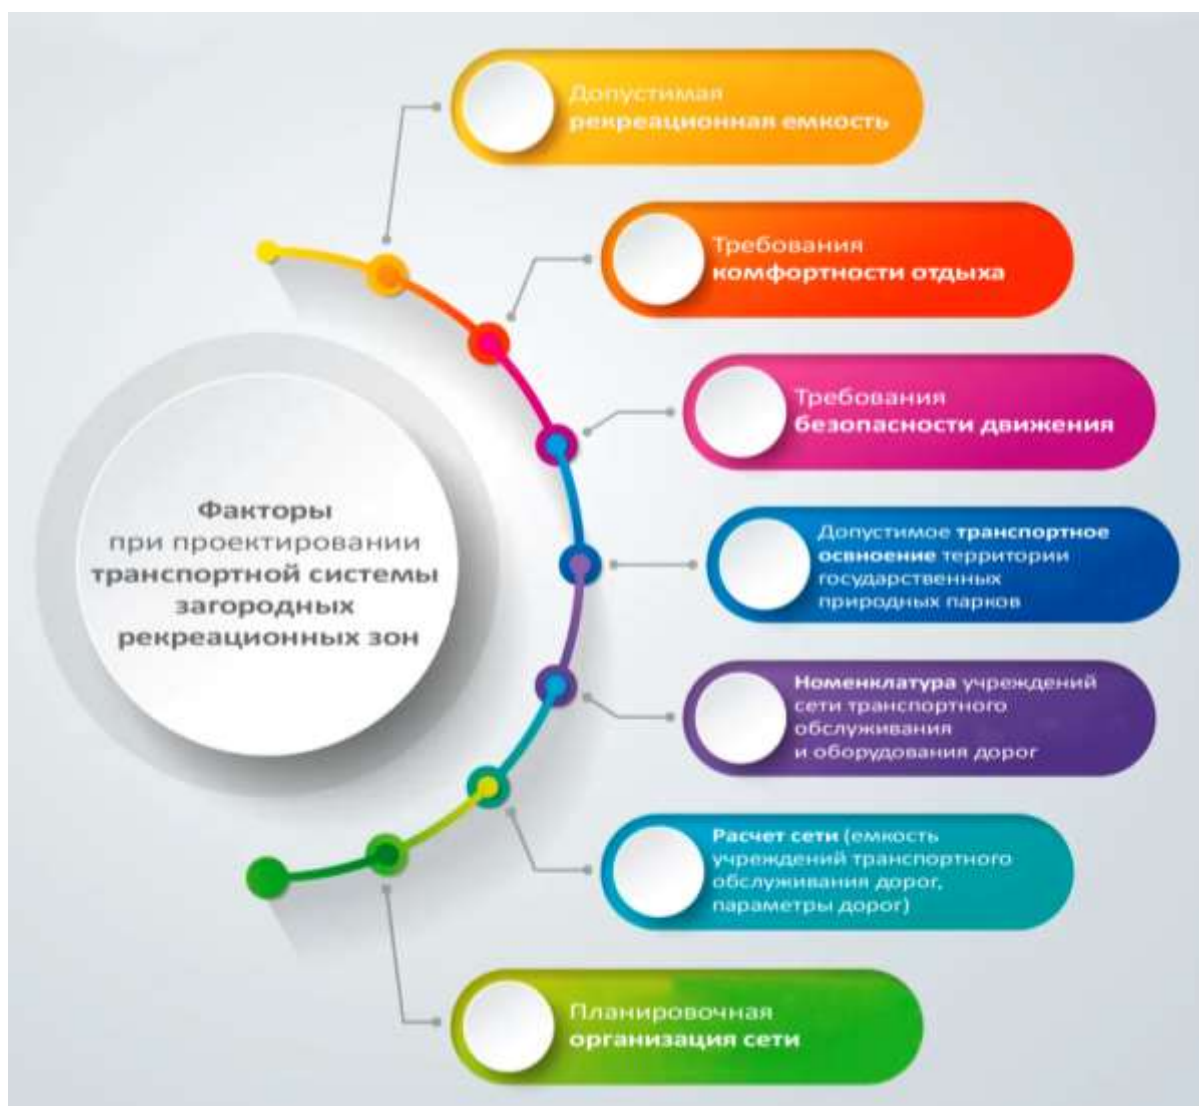 Допустимая
рекреационная емкость
Требования
комфортности отдыха
Требования
безопасности движения
Факторы
при проектировании
транспортной системы
загородных
рекреационных зон
Допустимое транспортное
освноение территории
государственных
природных парков
Номенклатура учреждений
сети транспортного
обслуживания
и оборудования дорог
Расчет сети (емкость
учреждений транспортного
обслуживания дорог,
параметры дорог)
Планировочная
организация сети